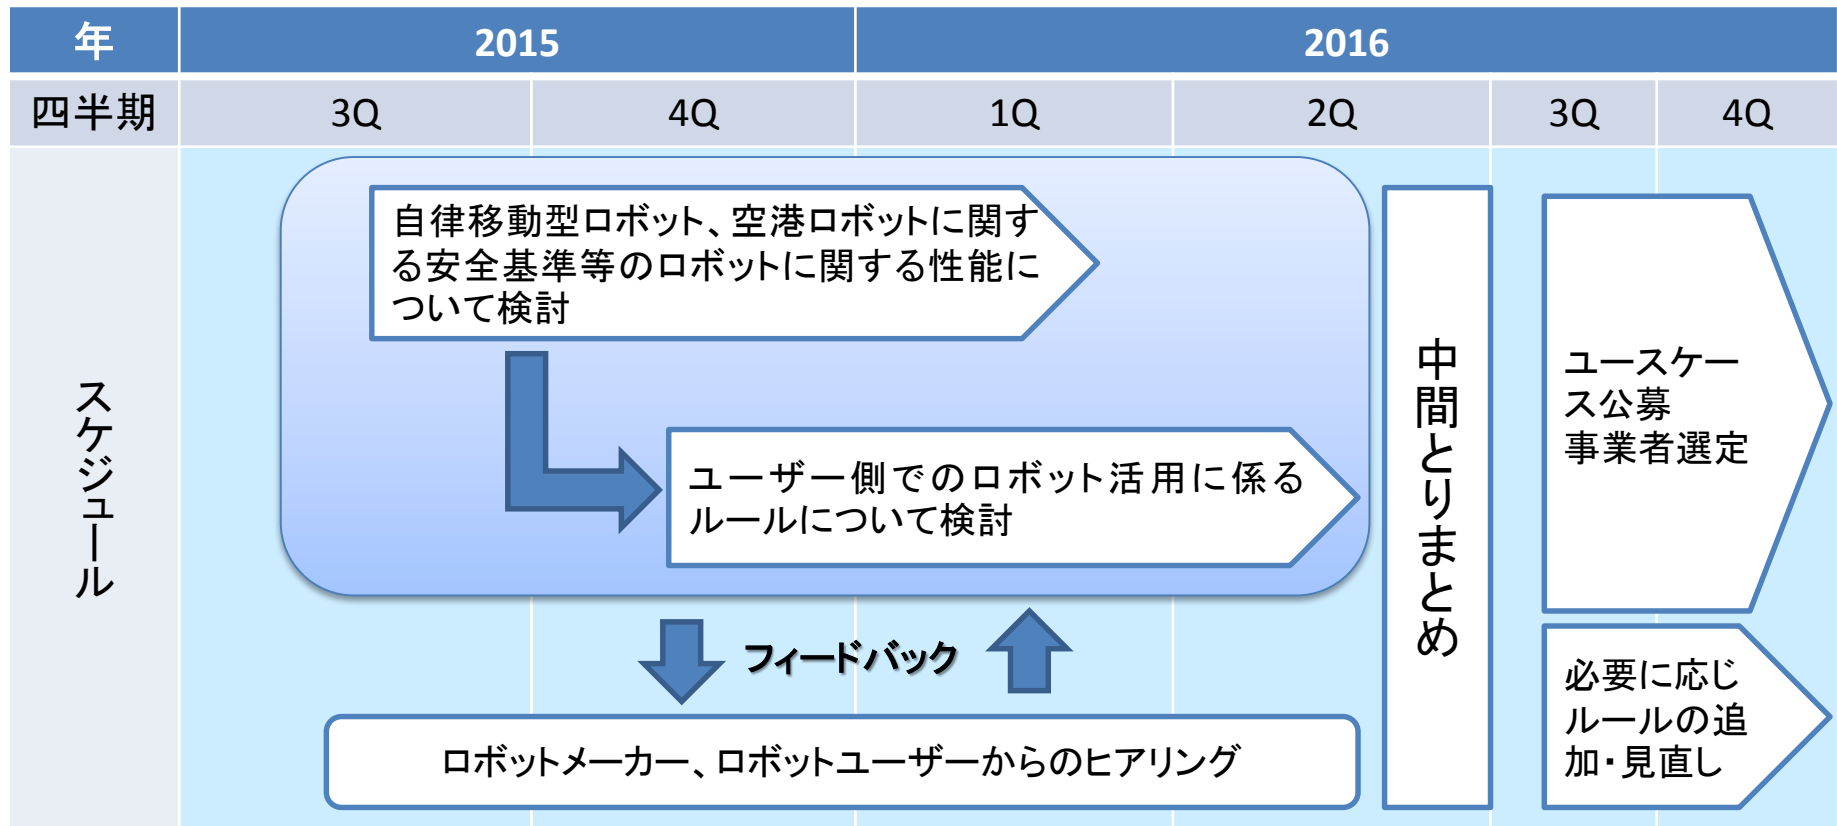 年 2015 2016
四半期 3Q 4Q 1Q 2Q 3Q 4Q
スケジュール
自律移動型ロボット、空港ロボットに関す
る安全基準等のロボットに関する性能に
ついて検討
ユーザー側でのロボット活用に係る
ルールについて検討
フィードバック
ロボットメーカー、ロボットユーザーからのヒアリング
中間とりまとめ
ユースケー
ス公募
事業者選定
必要に応じ
ルールの追
加・見直し